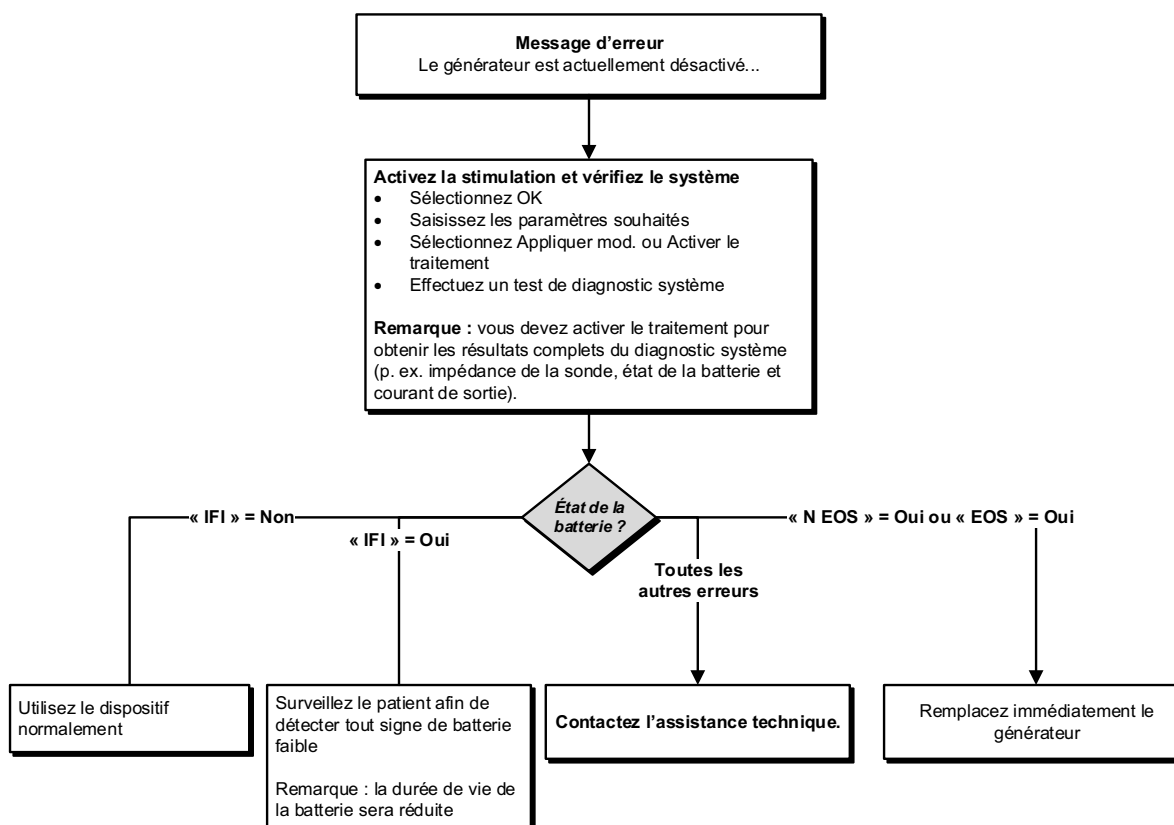 Message d’erreur
Le générateur est actuellement désactivé...
Activez la stimulation et vérifiez le système
• Sélectionnez OK
• Saisissez les paramètres souhaités
• Sélectionnez Appliquer mod. ou Activer le
traitement
• Effectuez un test de diagnostic système
Remarque : vous devez activer le traitement pour
obtenir les résultats complets du diagnostic système
(p. ex. impédance de la sonde, état de la batterie et
courant de sortie).
État de la
batterie ?
« IFI » = Non
« IFI » = Oui
Toutes les
autres erreurs
« N EOS » = Oui ou « EOS » = Oui
Utilisez le dispositif
normalement
Surveillez le patient afin de
détecter tout signe de batterie
faible
Remarque : la durée de vie de
la batterie sera réduite
Contactez l’assistance technique.
Remplacez immédiatement le
générateur